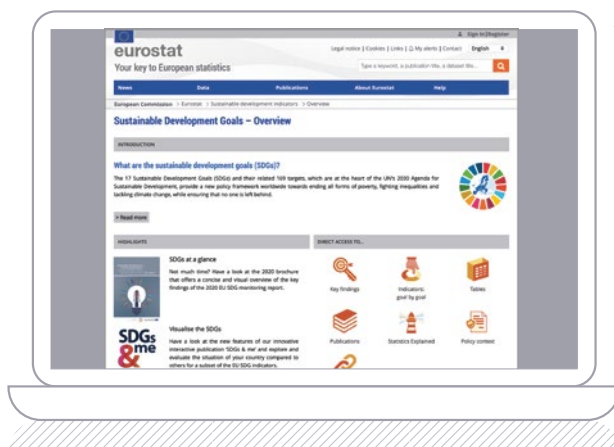 Sign In|Register
eurostat
Legal notice | Cookies | Links | My alerts | Contact English
Your key to European statistics
Type a keyword, a publication title, a dataset title...
News Data Publications About Eurostat Help
European Commission > Eurostat > Sustainable development indicators > Overview
Sustainable Development Goals – Overview
INTRODUCTION
What are the sustainable development goals (SDGs)?
The 17 Sustainable Development Goals (SDGs) and their related 169 targets, which are at the heart of the UN's 2030 Agenda for
Sustainable Development, provide a new policy framework worldwide towards ending all forms of poverty, fighting inequalities and
tackling climate change, while ensuring that no one is left behind.
+ Read more
HIGHLIGHTS
DIRECT ACCESS TO...
SDGs at a glance
Not much time? Have a look at the 2020 brochure
that offers a concise and visual overview of the key
findings of the 2020 EU SDG monitoring report.
Key findings
Indicators:
goal by goal
Tables
SDGs
&me
Visualise the SDGs
Have a look at the new features of our innovative
interactive publication 'SDGs & me' and explore and
evaluate the situation of your country compared to
others for a subset of the EU SDG indicators.
Publications
Statistics Explained
Policy context